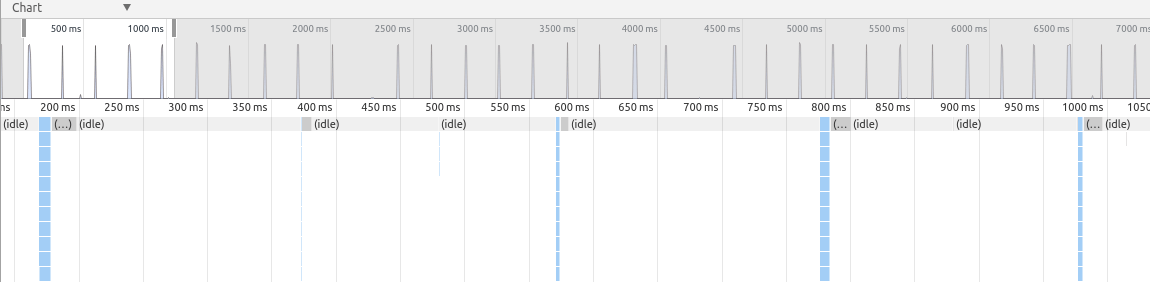 Chart ▼
500 ms 1000 ms 1500 ms 2000 ms 2500 ms 3000 ms 3500 ms 4000 ms 4500 ms 5000 ms 5500 ms 6000 ms 6500 ms 7000 ms
ns 200 ms 250 ms 300 ms 350 ms 400 ms 450 ms 500 ms 550 ms 600 ms 650 ms 700 ms 750 ms 800 ms 850 ms 900 ms 950 ms 1000 ms 1050
(idle) (...) (idle) (idle) (idle) (idle) (... (idle) (idle) (... (idle)